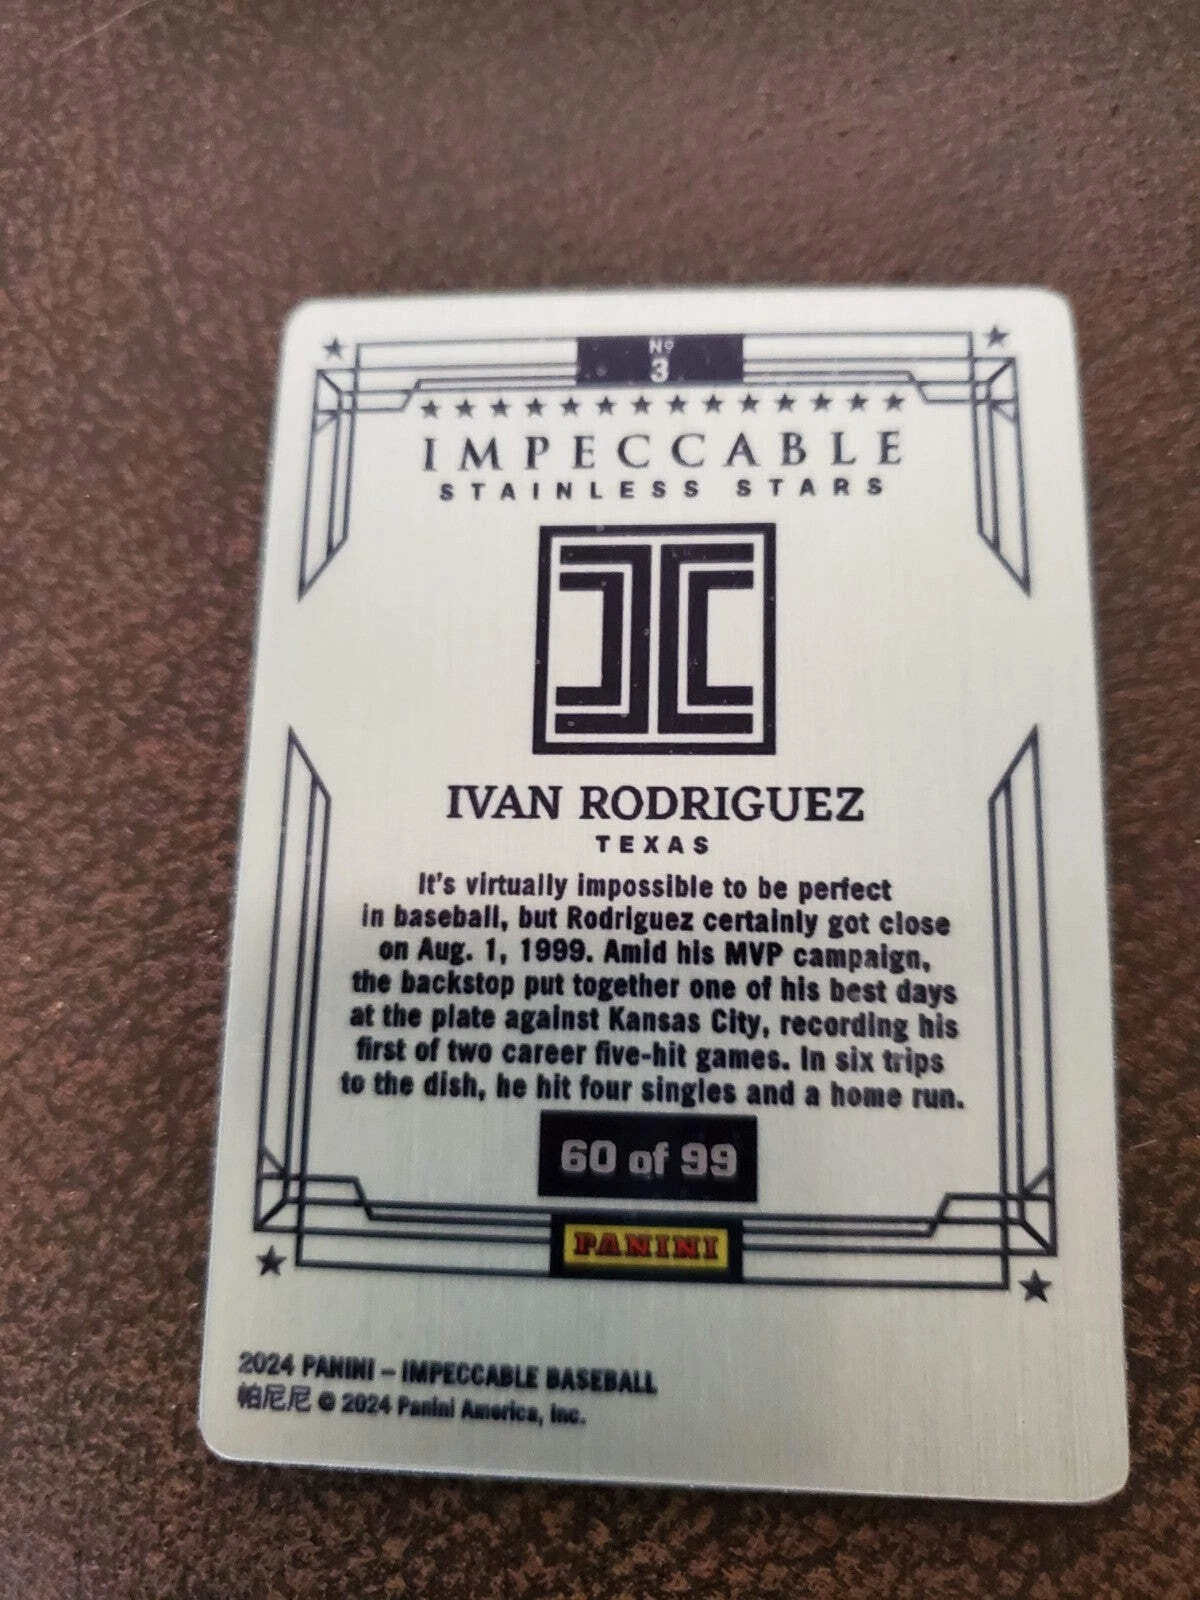 Nº
3
IMPECCABLE
STAINLESS STARS
IVAN RODRIGUEZ
TEXAS
It's virtually impossible to be perfect
in baseball, but Rodriguez certainly got close
on Aug. 1, 1999. Amid his MVP campaign,
the backstop put together one of his best days
at the plate against Kansas City, recording his
first of two career five-hit games. In six trips
to the dish, he hit four singles and a home run.
60 of 99
PANINI
2024 PANINI – IMPECCABLE BASEBALL
帕尼尼 © 2024 Panini America, Inc.